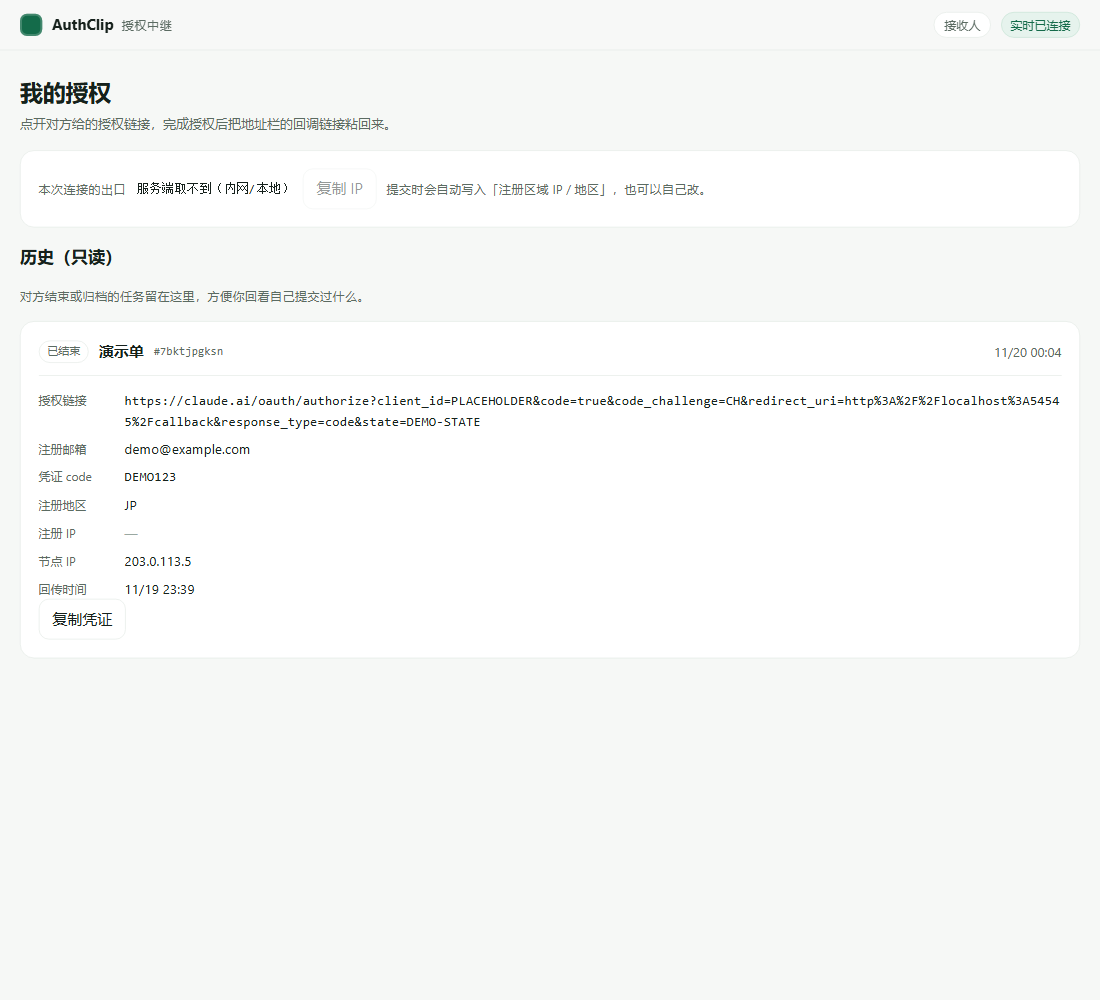 AuthClip 授权中继 接收人 实时已连接
我的授权
点开对方给的授权链接，完成授权后把地址栏的回调链接粘回来。
本次连接的出口 服务端取不到（内网/本地） 复制 IP 提交时会自动写入「注册区域 IP / 地区」，也可以自己改。
历史（只读）
对方结束或归档的任务留在这里，方便你回看自己提交过什么。
已结束 演示单 #7bktjpgksn 11/20 00:04
授权链接 https://claude.ai/oauth/authorize?client_id=PLACEHOLDER&code=true&code_challenge=CH&redirect_uri=http%3A%2F%2Flocalhost%3A5454
5%2Fcallback&response_type=code&state=DEMO-STATE
注册邮箱 demo@example.com
凭证 code DEMO123
注册地区 JP
注册 IP —
节点 IP 203.0.113.5
回传时间 11/19 23:39
复制凭证